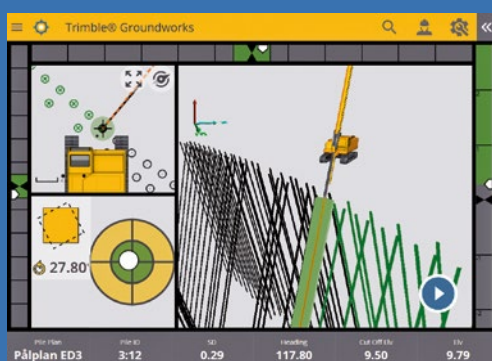 Trimble® Groundworks
27.80°
Pile Plan Pile ID SD Heading Cut Off Elv Elv
Pålplan ED3 3:12 0.29 117.80 9.50 9.79